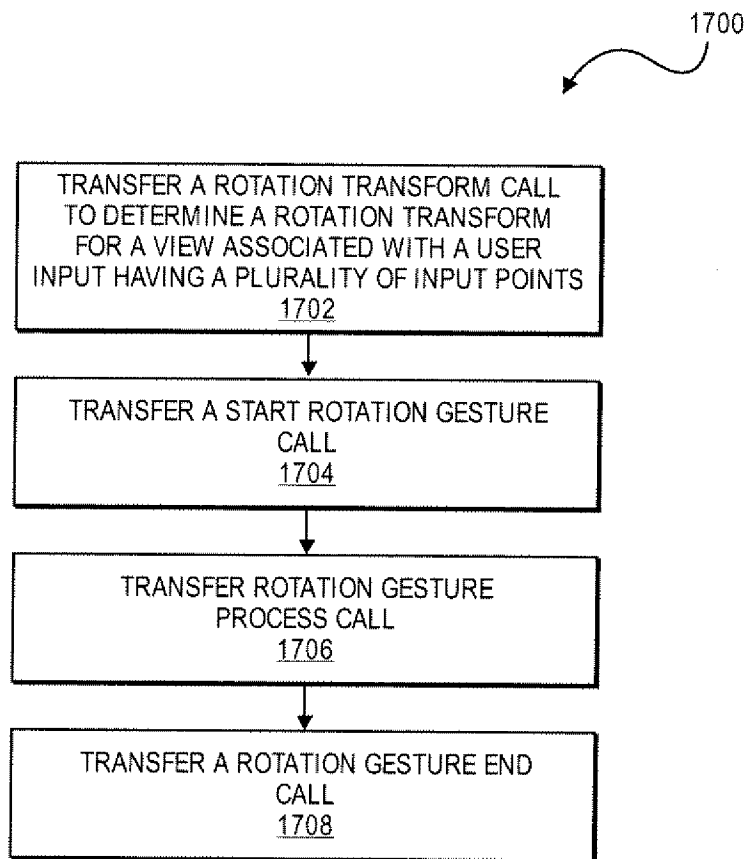 1700
TRANSFER A ROTATION TRANSFORM CALL
TO DETERMINE A ROTATION TRANSFORM
FOR A VIEW ASSOCIATED WITH A USER
INPUT HAVING A PLURALITY OF INPUT POINTS
1702
TRANSFER A START ROTATION GESTURE
CALL
1704
TRANSFER ROTATION GESTURE
PROCESS CALL
1706
TRANSFER A ROTATION GESTURE END
CALL
1708